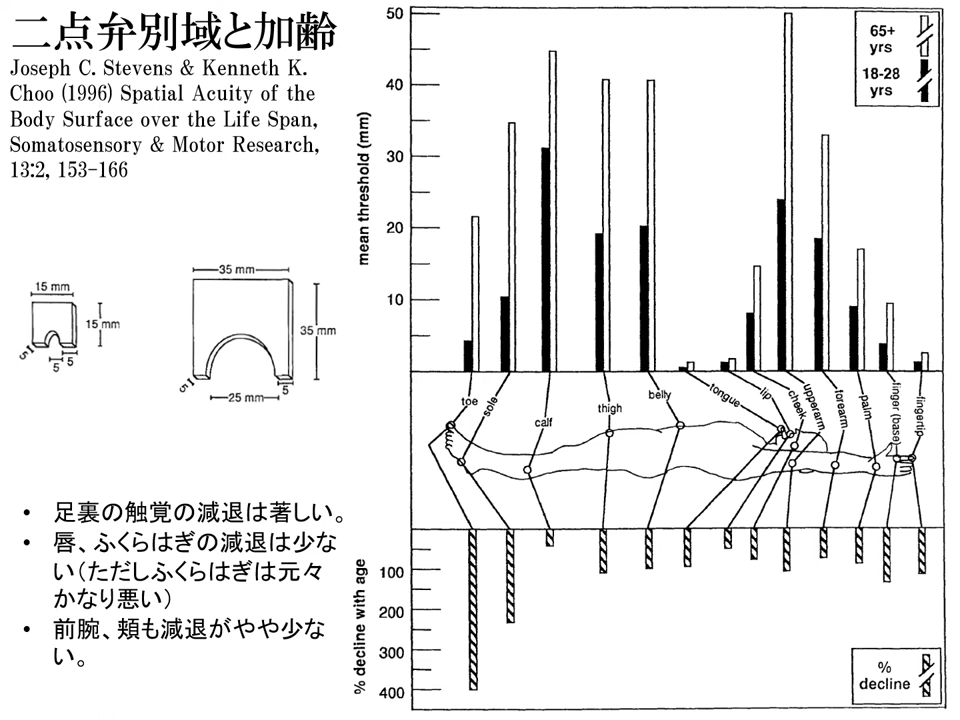 二点弁別域と加齢
Joseph C. Stevens & Kenneth K.
Choo (1996) Spatial Acuity of the
Body Surface over the Life Span,
Somatosensory & Motor Research,
13:2, 153-166
15 mm
15 mm
5
5
5
35 mm
35 mm
5
5
25 mm
• 足裏の触覚の減退は著しい。
• 唇、ふくらはぎの減退は少な
い(ただしふくらはぎは元々
かなり悪い)
• 前腕、頬も減退がやや少な
い。
mean threshold (mm)
50
40
30
20
10
65+
yrs
18-28
yrs
toe
sole
calf
thigh
belly
tongue
lip
cheek
upperarm
forearm
palm
finger (base)
fingertip
% decline with age
100
200
300
400
%
decline